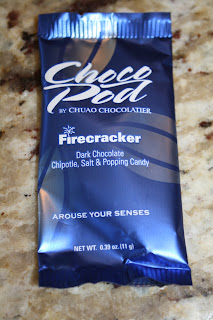 Choco
Pod
BY CHUAO CHOCOLATIER
Firecracker
Dark Chocolate
Chipotle, Salt & Popping Candy
AROUSE YOUR SENSES
NET WT. 0.39 oz. (11 g)